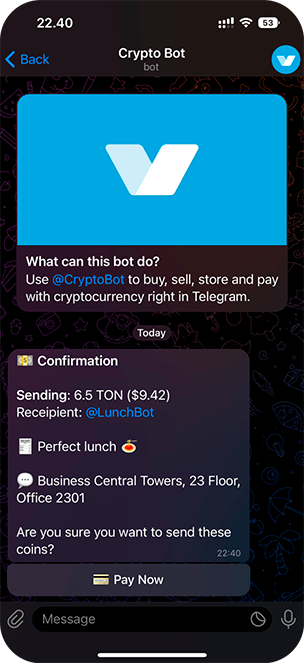 22.40
53
Back
Crypto Bot
bot
What can this bot do?
Use @CryptoBot to buy, sell, store and pay
with cryptocurrency right in Telegram.
Today
💴 Confirmation
Sending: 6.5 TON ($9.42)
Receipient: @LunchBot
🧾 Perfect lunch 🍝
💬 Business Central Towers, 23 Floor,
Office 2301
Are you sure you want to send these
coins?
22:40
💳 Pay Now
Message